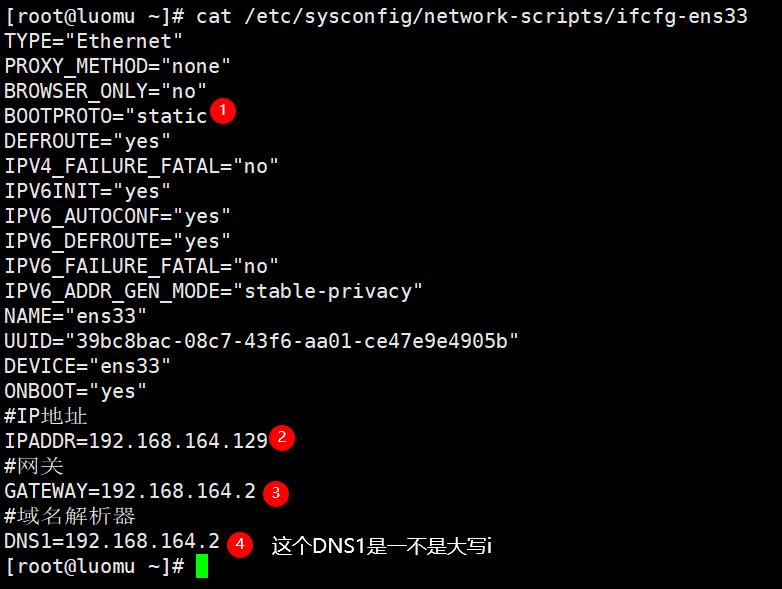 [root@luomu ~]# cat /etc/sysconfig/network-scripts/ifcfg-ens33
TYPE="Ethernet"
PROXY_METHOD="none"
BROWSER_ONLY="no"
BOOTPROTO="static 1
DEFROUTE="yes"
IPV4_FAILURE_FATAL="no"
IPV6INIT="yes"
IPV6_AUTOCONF="yes"
IPV6_DEFROUTE="yes"
IPV6_FAILURE_FATAL="no"
IPV6_ADDR_GEN_MODE="stable-privacy"
NAME="ens33"
UUID="39bc8bac-08c7-43f6-aa01-ce47e9e4905b"
DEVICE="ens33"
ONBOOT="yes"
#IP地址
IPADDR=192.168.164.129 2
#网关
GATEWAY=192.168.164.2 3
#域名解析器
DNS1=192.168.164.2 4 这个DNS1是一不是大写i
[root@luomu ~]#